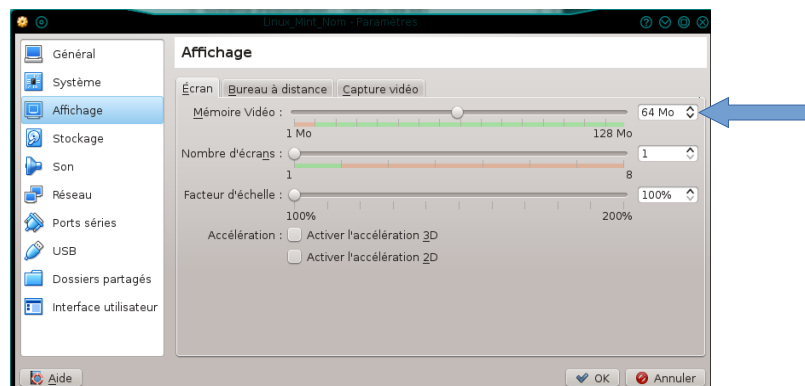 Linux_Mint_Nom - Paramètres
Général
Système
Affichage
Stockage
Son
Réseau
Ports séries
USB
Dossiers partagés
Interface utilisateur
Affichage
Écran Bureau à distance Capture vidéo
Mémoire Vidéo : 64 Mo
1 Mo 128 Mo
Nombre d'écrans : 1
1 8
Facteur d'échelle : 100%
100% 200%
Accélération : Activer l'accélération 3D
Activer l'accélération 2D
Aide OK Annuler